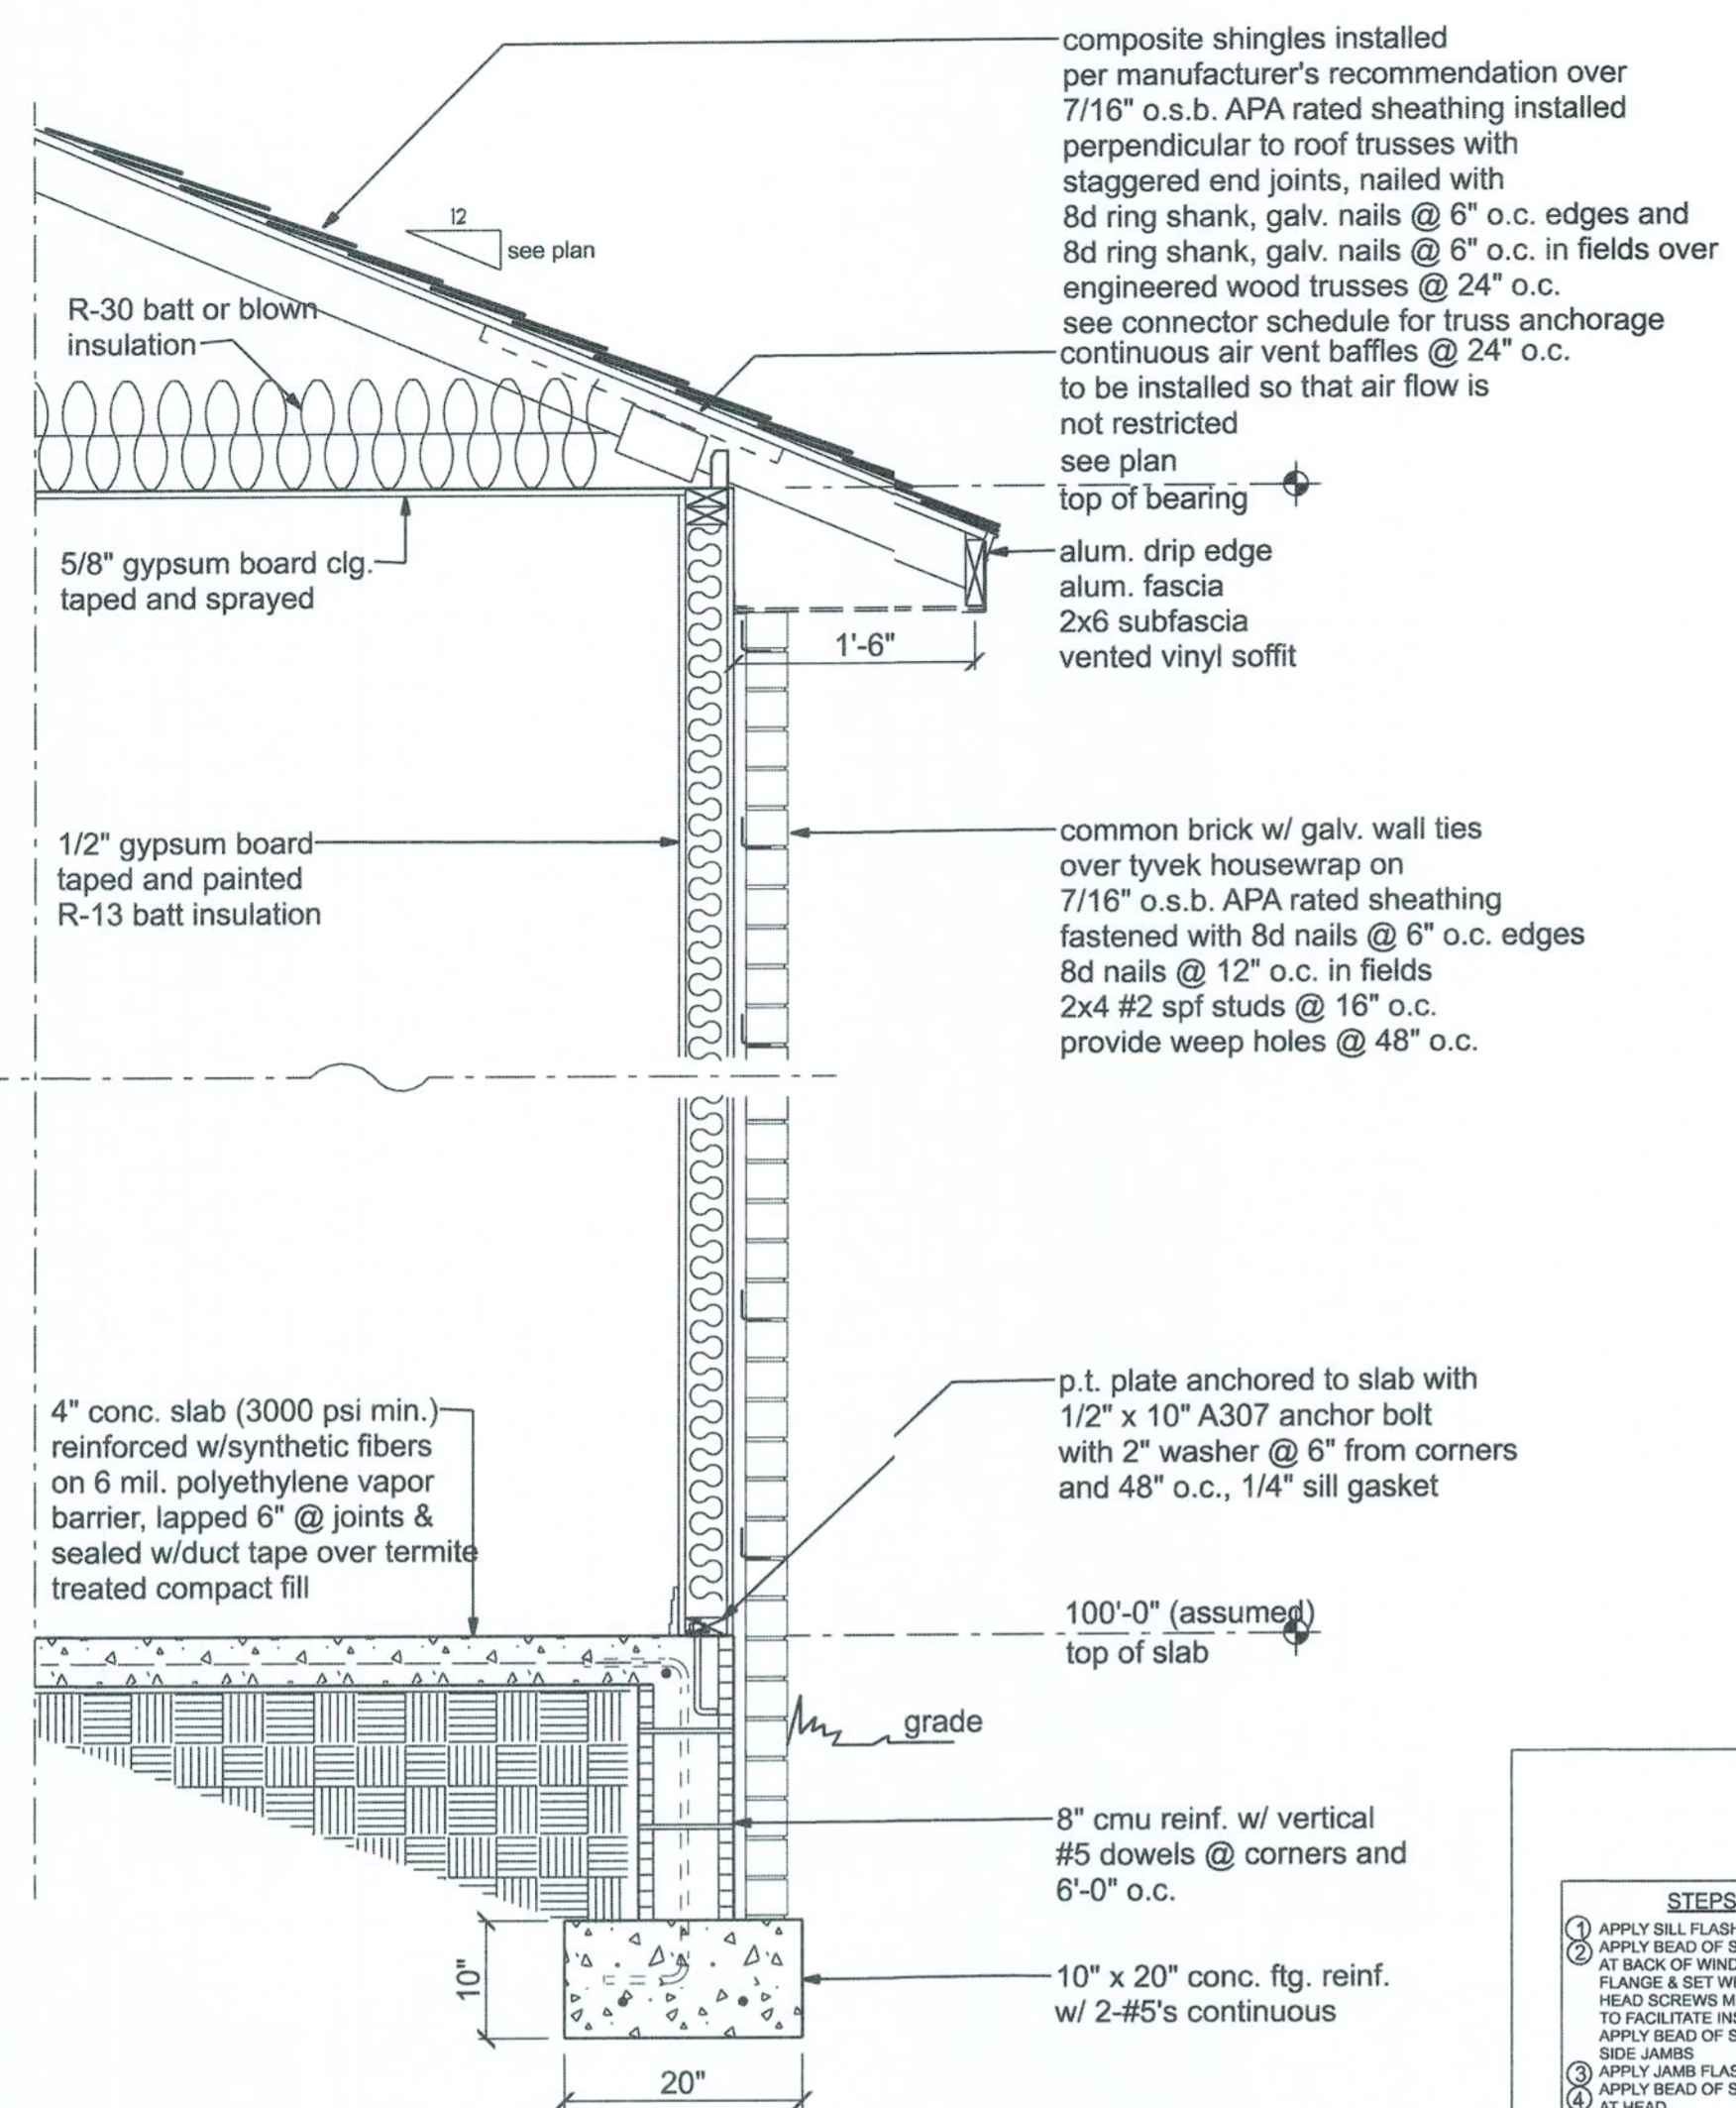 composite shingles installed
per manufacturer's recommendation over
7/16" o.s.b. APA rated sheathing installed
perpendicular to roof trusses with
staggered end joints, nailed with
8d ring shank, galv. nails @ 6" o.c. edges and
8d ring shank, galv. nails @ 6" o.c. in fields over
engineered wood trusses @ 24" o.c.
see connector schedule for truss anchorage
12
see plan
R-30 batt or blown
insulation
continuous air vent baffles @ 24" o.c.
to be installed so that air flow is
not restricted
see plan
top of bearing
5/8" gypsum board clg.
taped and sprayed
alum. drip edge
alum. fascia
2x6 subfascia
vented vinyl soffit
1'-6"
1/2" gypsum board
taped and painted
R-13 batt insulation
common brick w/ galv. wall ties
over tyvek housewrap on
7/16" o.s.b. APA rated sheathing
fastened with 8d nails @ 6" o.c. edges
8d nails @ 12" o.c. in fields
2x4 #2 spf studs @ 16" o.c.
provide weep holes @ 48" o.c.
4" conc. slab (3000 psi min.)
reinforced w/synthetic fibers
on 6 mil. polyethylene vapor
barrier, lapped 6" @ joints &
sealed w/duct tape over termite
treated compact fill
p.t. plate anchored to slab with
1/2" x 10" A307 anchor bolt
with 2" washer @ 6" from corners
and 48" o.c., 1/4" sill gasket
100'-0" (assumed)
top of slab
grade
8" cmu reinf. w/ vertical
#5 dowels @ corners and
6'-0" o.c.
10" x 20" conc. ftg. reinf.
w/ 2-#5's continuous
10"
20"
STEPS
1 APPLY SILL FLASH
2 APPLY BEAD OF S
AT BACK OF WIND
FLANGE & SET WI
HEAD SCREWS M
TO FACILITATE INS
APPLY BEAD OF S
SIDE JAMBS
3 APPLY JAMB FLAS
4 APPLY BEAD OF S
AT HEAD